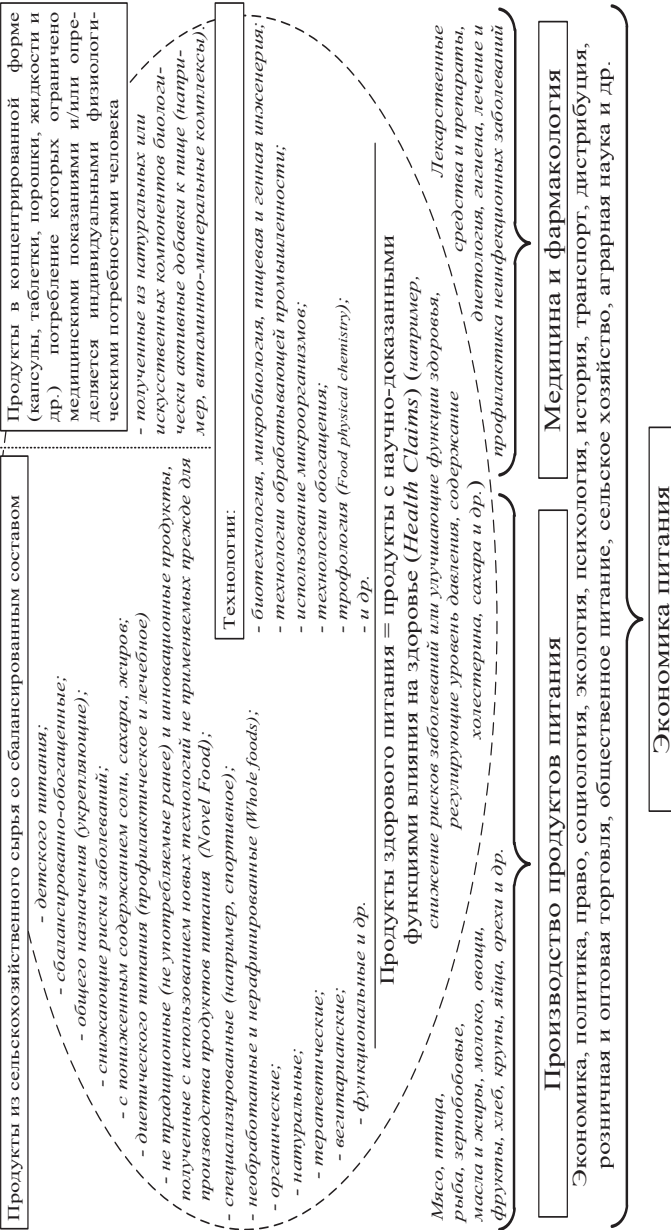 Продукты из сельскохозяйственного сырья со сбалансированным составом
- детского питания;
- сбалансированно-обогащенные;
- общего назначения (укрепляющие);
- снижающие риски заболеваний;
- с пониженным содержанием соли, сахара, жиров;
- диетического питания (профилактическое и лечебное)
- не традиционные (не употребляемые ранее) и инновационные продукты,
полученные с использованием новых технологий не применяемых прежде для
производства продуктов питания (Novel Food);
- специализированные (например, спортивное);
- необработанные и нерафинированные (Whole foods);
- органические;
- натуральные;
- терапевтические;
- вегитарианские;
- функциональные и др.
Продукты в концентрированной форме
(капсулы, таблетки, порошки, жидкости и
др.) потребление которых ограничено
медицинскими показаниями и/или опре-
деляется индивидуальными физиологи-
ческими потребностями человека
- полученные из натуральных или
искусственных компонентов биологи-
чески активные добавки к пище (напри-
мер, витаминно-минеральные комплексы).
Технологии:
- биотехнология, микробиология, пищевая и генная инженерия;
- технологии обрабатывающей промышленности;
- использование микроорганизмов;
- технологии обогащения;
- трофология (Food physical chemistry);
- и др.
Продукты здорового питания = продукты с научно-доказанными
функциями влияния на здоровье (Health Claims) (например,
снижение рисков заболеваний или улучшающие функции здоровья,
регулирующие уровень давления, содержание
холестерина, сахара и др.)
Мясо, птица,
рыба, зернобобовые,
масла и жиры, молоко, овощи,
фрукты, хлеб, крупы, яйца, орехи и др.
Лекарственные
средства и препараты,
диетология, гигиена, лечение и
профилактика неинфекционных заболеваний
Производство продуктов питания
Медицина и фармакология
Экономика, политика, право, социология, экология, психология, история, транспорт, дистрибуция,
розничная и оптовая торговля, общественное питание, сельское хозяйство, аграрная наука и др.
Экономика питания